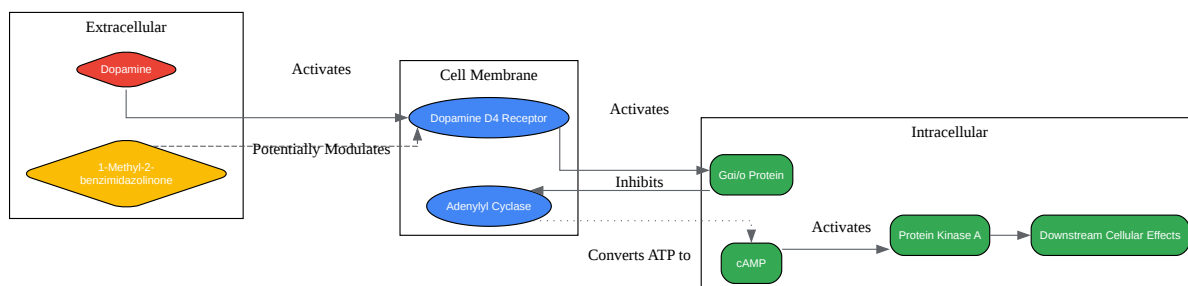 Extracellular
Dopamine
Activates
Cell Membrane
Dopamine D4 Receptor
Activates
Intracellular
Potentially Modulates
1-Methyl-2-
benzimidazolinone
Gαi/o Protein
Inhibits
Adenylyl Cyclase
Activates
Protein Kinase A
Downstream Cellular Effects
Converts ATP to
cAMP